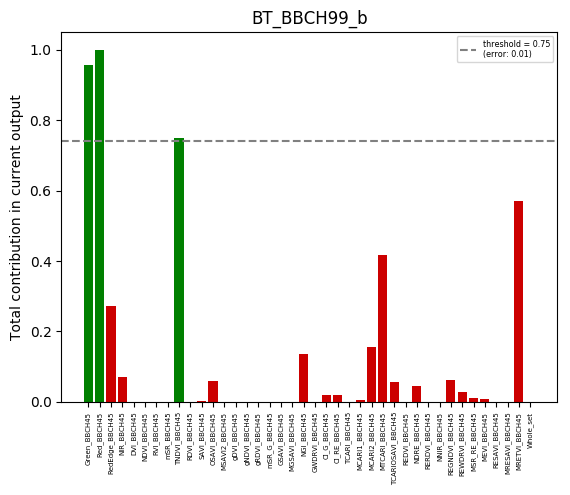 BT_BBCH99_b
threshold = 0.75
(error: 0.01)
Total contribution in current output
1.0
0.8
0.6
0.4
0.2
0.0
Green_BBCH45
Red_BBCH45
RedEdge_BBCH45
NIR_BBCH45
DVI_BBCH45
NDVI_BBCH45
RVI_BBCH45
mSR_BBCH45
TNDVI_BBCH45
RDVI_BBCH45
SAVI_BBCH45
OSAVI_BBCH45
MSAVI2_BBCH45
gDVI_BBCH45
gNDVI_BBCH45
gRDVI_BBCH45
mSR_G_BBCH45
GSAVI_BBCH45
MGSAVI_BBCH45
NGI_BBCH45
GWDRVI_BBCH45
CI_G_BBCH45
CI_RE_BBCH45
TCARI_BBCH45
MCARI1_BBCH45
MCARI2_BBCH45
MTCARI_BBCH45
TCARIOSAVI_BBCH45
REDVI_BBCH45
NDRE_BBCH45
RERDVI_BBCH45
NNIR_BBCH45
REGNDVI_BBCH45
REWDRVI_BBCH45
MSR_RE_BBCH45
MEVI_BBCH45
RESAVI_BBCH45
MRESAVI_BBCH45
MRETVI_BBCH45
Whole_set